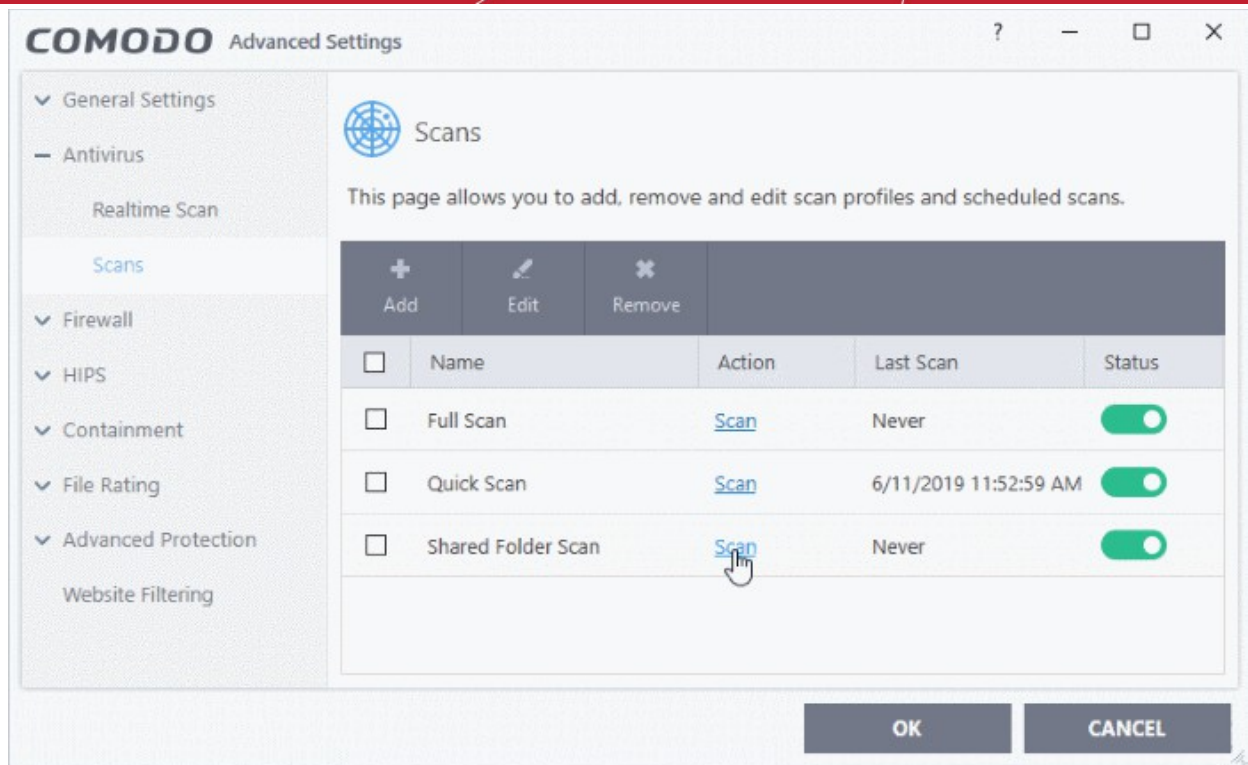 COMODO Advanced Settings ?
General Settings
Antivirus
Realtime Scan
Scans
Firewall
HIPS
Containment
File Rating
Advanced Protection
Website Filtering
Scans
This page allows you to add, remove and edit scan profiles and scheduled scans.
Add Edit Remove
Name Action Last Scan Status
Full Scan Scan Never
Quick Scan Scan 6/11/2019 11:52:59 AM
Shared Folder Scan Scan Never
OK CANCEL